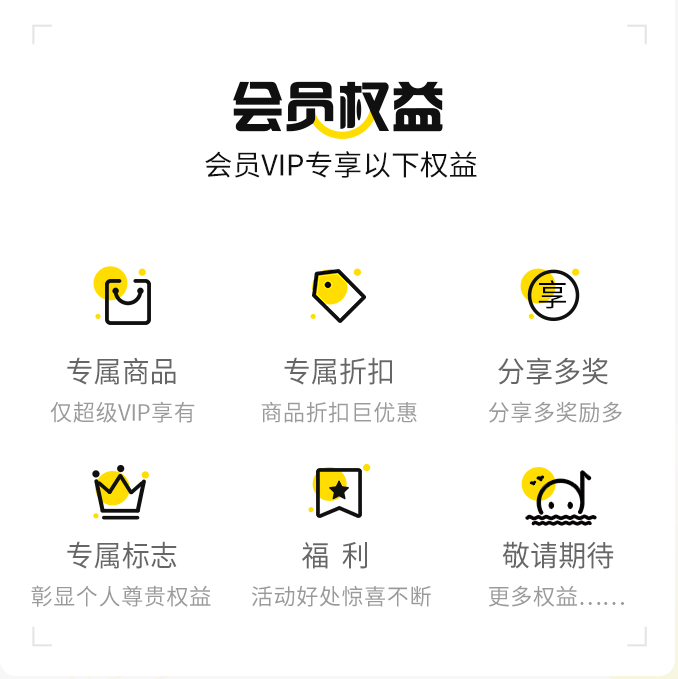 会员权益
会员VIP专享以下权益
享
专属商品
专属折扣
分享多奖
仅超级VIP享有
商品折扣巨优惠
分享多奖励多
专属标志
福利
敬请期待
彰显个人尊贵权益
活动好处惊喜不断
更多权益……